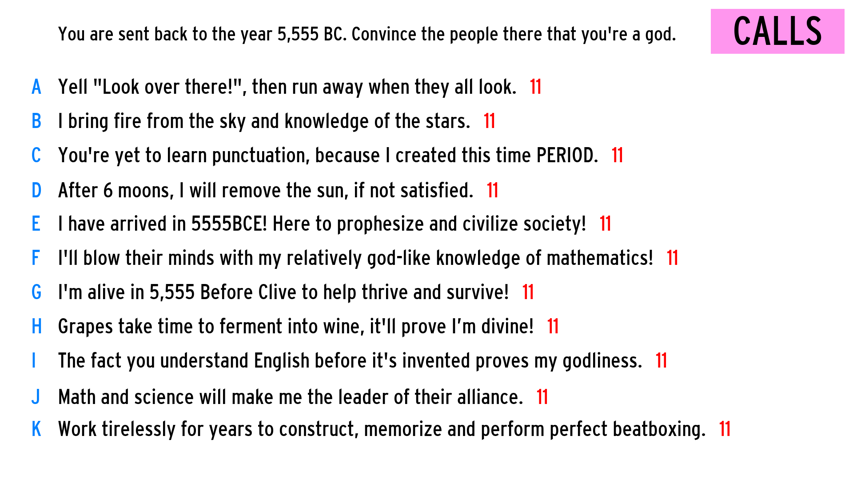 You are sent back to the year 5,555 BC. Convince the people there that you're a god.
CALLS
A Yell "Look over there!", then run away when they all look. 11
B I bring fire from the sky and knowledge of the stars. 11
C You're yet to learn punctuation, because I created this time PERIOD. 11
D After 6 moons, I will remove the sun, if not satisfied. 11
E I have arrived in 5555BCE! Here to prophesize and civilize society! 11
F I'll blow their minds with my relatively god-like knowledge of mathematics! 11
G I'm alive in 5,555 Before Clive to help thrive and survive! 11
H Grapes take time to ferment into wine, it'll prove I’m divine! 11
I The fact you understand English before it's invented proves my godliness. 11
J Math and science will make me the leader of their alliance. 11
K Work tirelessly for years to construct, memorize and perform perfect beatboxing. 11